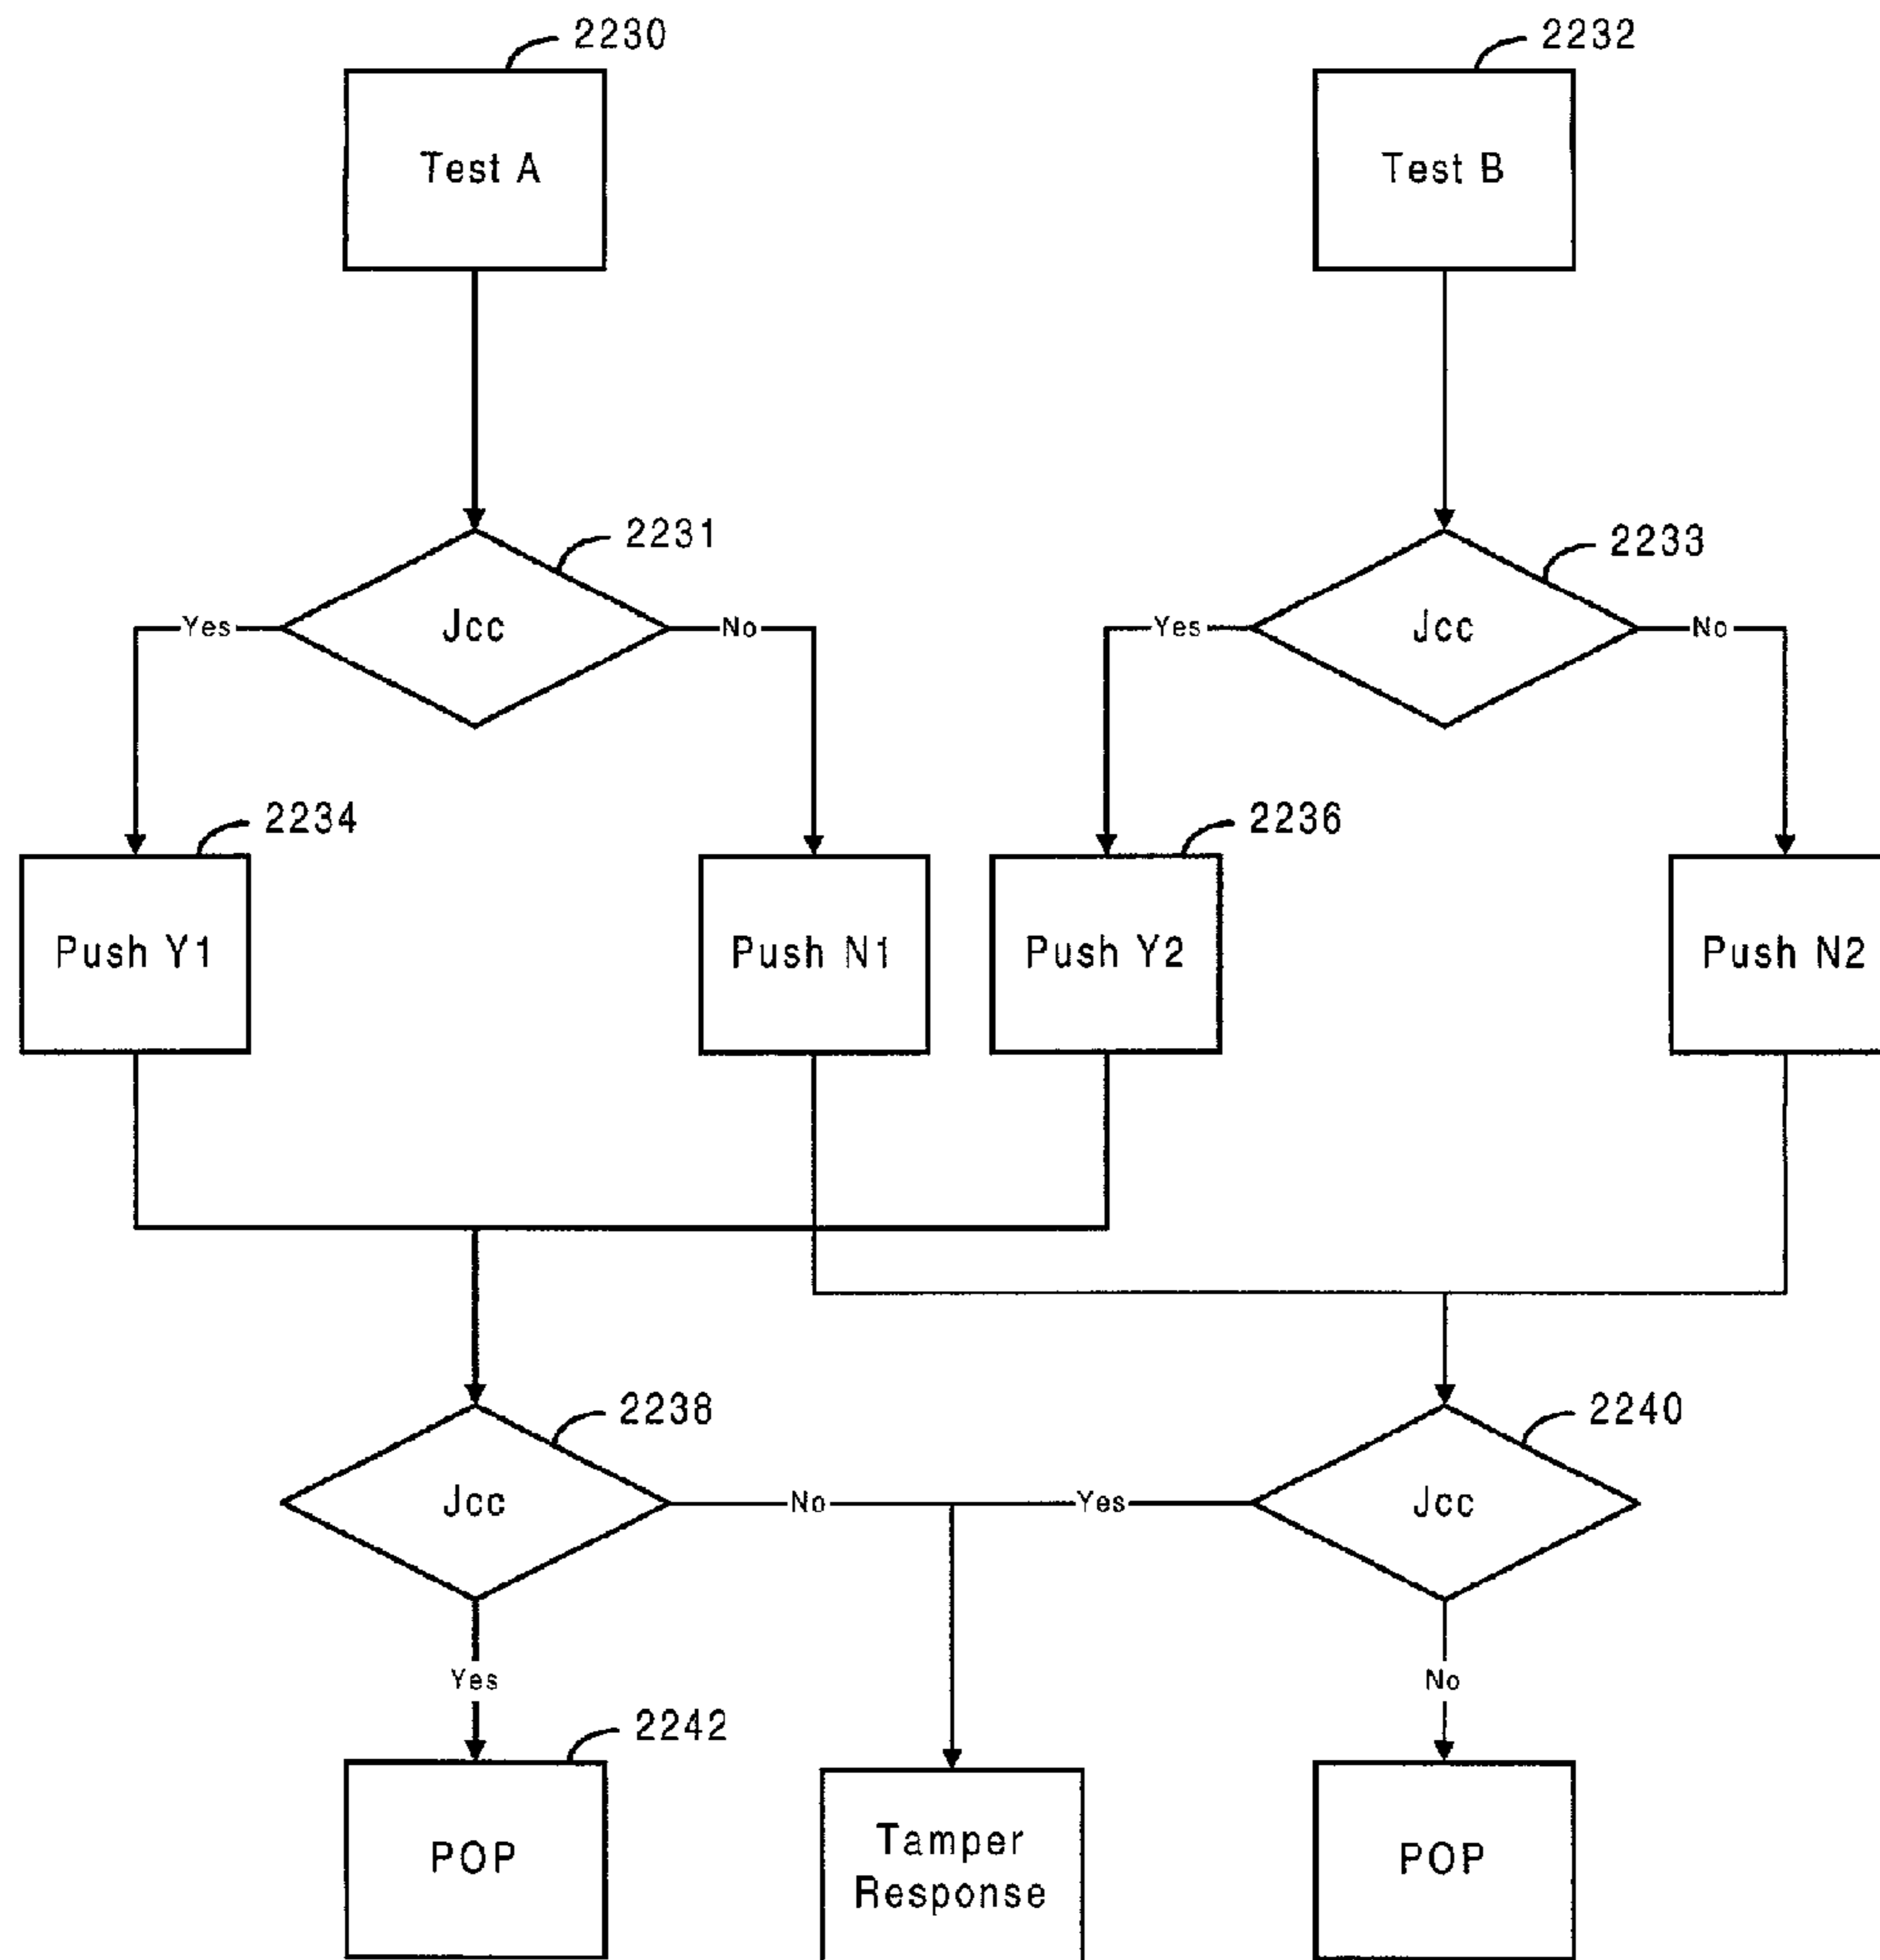 2230
2232
Test A
Test B
2231
2233
Yes
Jcc
No
Yes
Jcc
No
2234
2236
Push Y1
Push N1
Push Y2
Push N2
2238
2240
Jcc
No
Yes
Jcc
Yes
No
2242
POP
Tamper
Response
POP